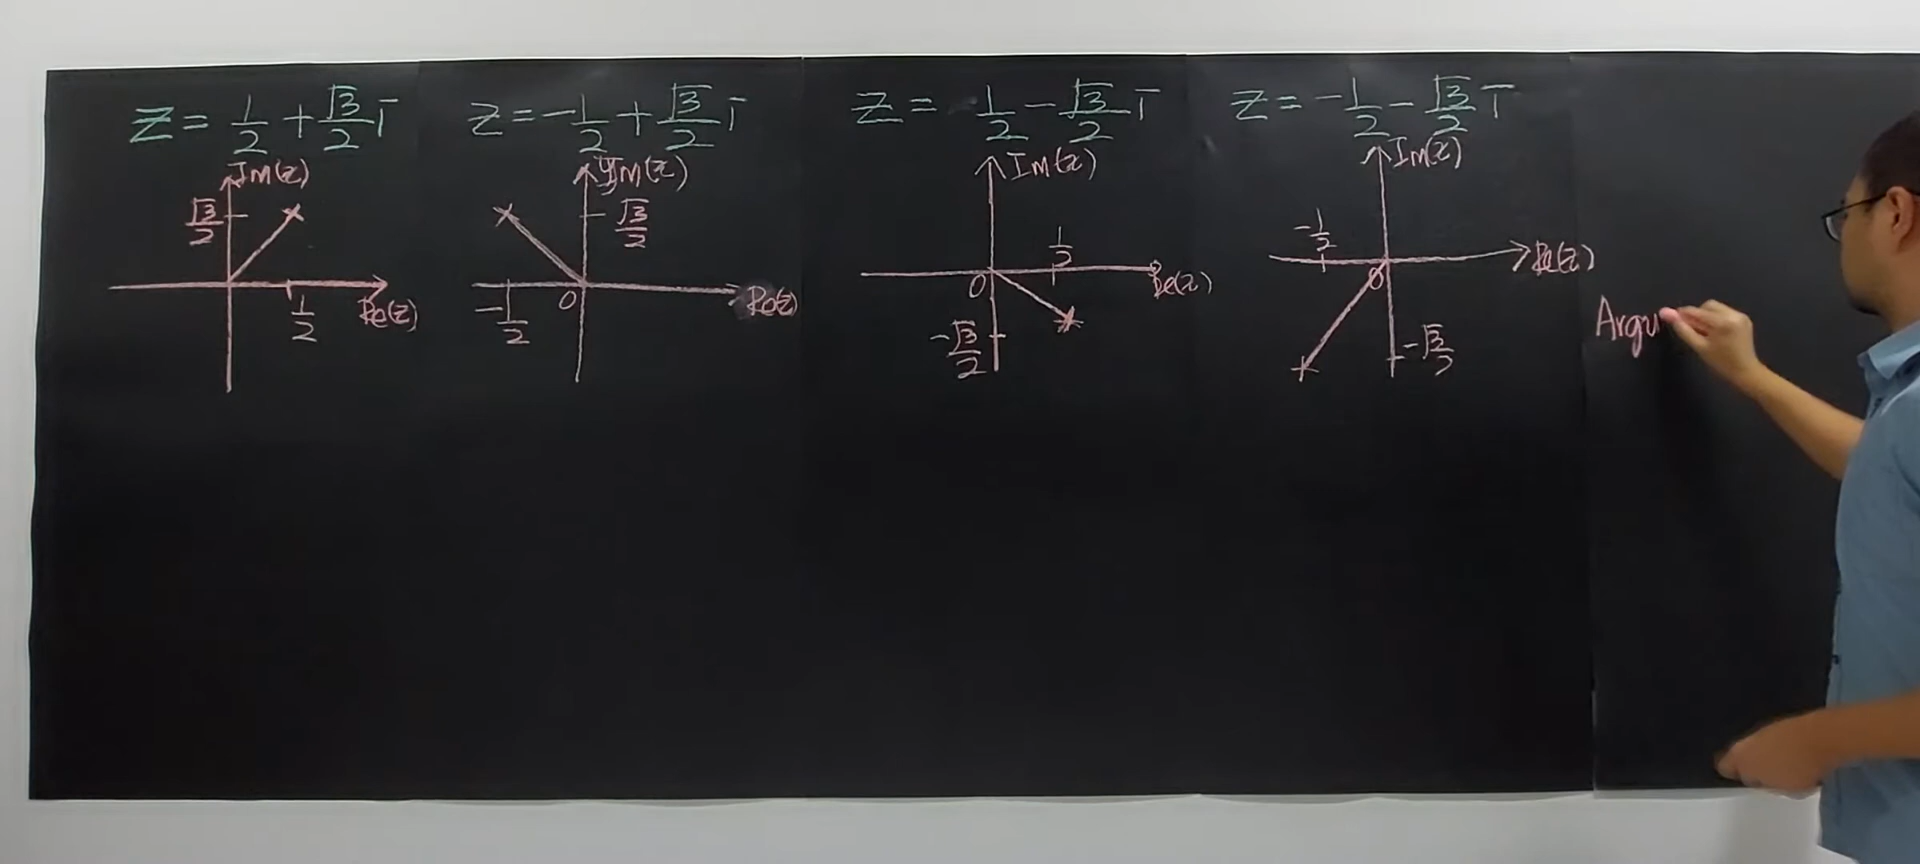 z = 1/2 + √3/2 i
Im(z)
√3/2
1/2
Re(z)
z = -1/2 + √3/2 i
Im(z)
√3/2
-1/2
0
Re(z)
z = 1/2 - √3/2 i
Im(z)
1/2
0
Re(z)
-√3/2
z = -1/2 - √3/2 i
Im(z)
-1/2
0
Re(z)
-√3/2
Argu